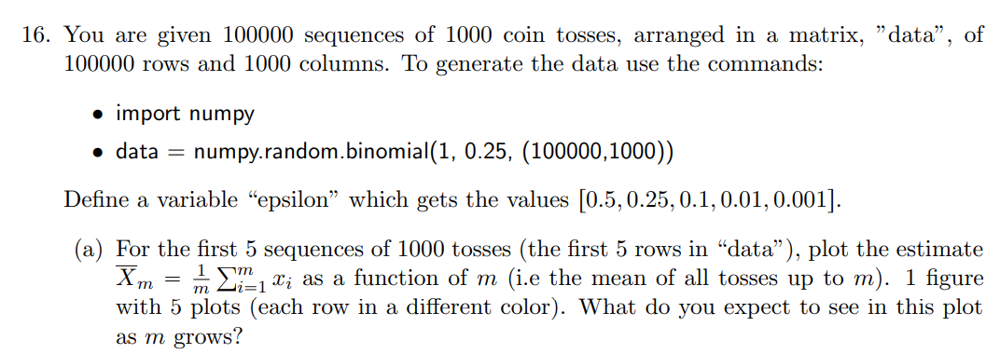 16. You are given 100000 sequences of 1000 coin tosses, arranged in a matrix, ”data”, of
100000 rows and 1000 columns. To generate the data use the commands:
• import numpy
• data = numpy.random.binomial(1, 0.25, (100000,1000))
Define a variable “epsilon” which gets the values [0.5, 0.25, 0.1, 0.01, 0.001].
(a) For the first 5 sequences of 1000 tosses (the first 5 rows in “data”), plot the estimate
$\overline{X}_m = \frac{1}{m} \sum_{i=1}^{m} x_i$ as a function of $m$ (i.e the mean of all tosses up to $m$). 1 figure
with 5 plots (each row in a different color). What do you expect to see in this plot
as $m$ grows?